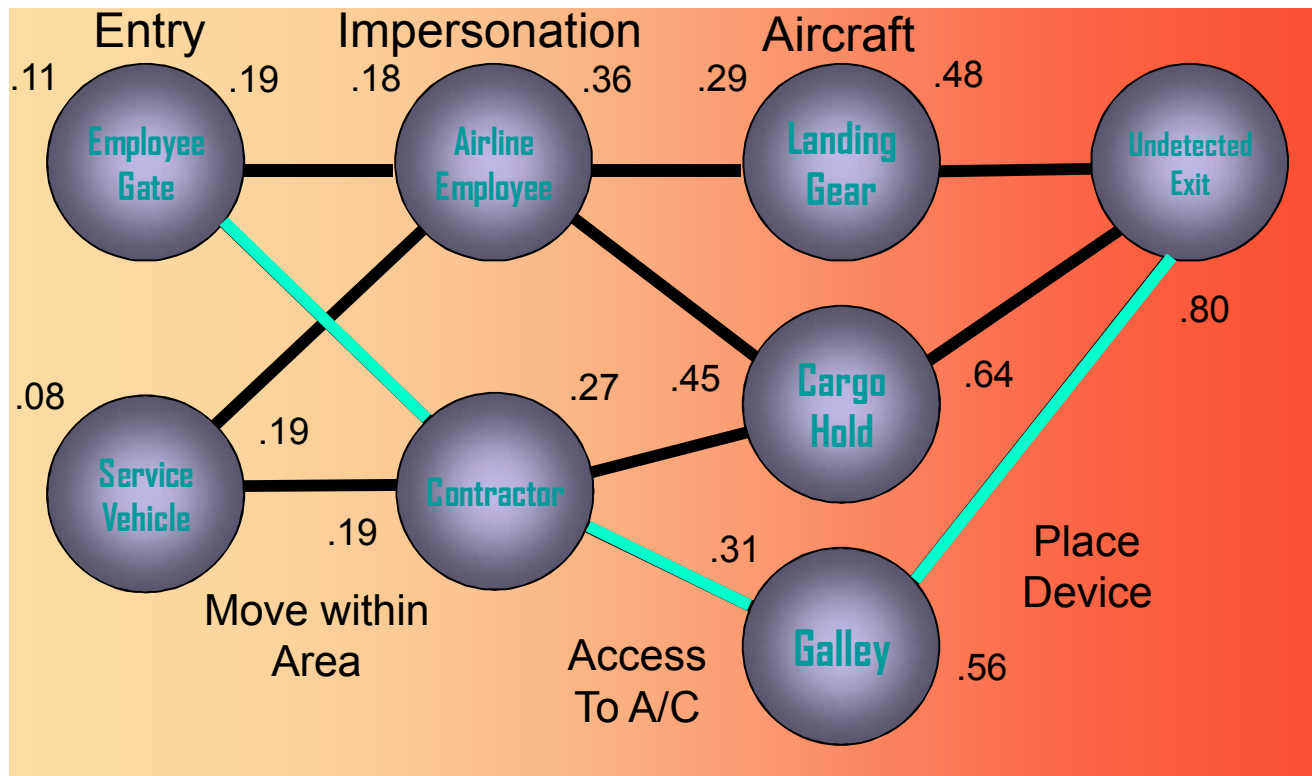 Entry
Impersonation
Aircraft
.11
.19
.18
.36
.29
.48
Employee
Gate
Airline
Employee
Landing
Gear
Undetected
Exit
.80
.08
.19
.27
.45
Cargo
Hold
.64
Service
Vehicle
.19
Contractor
.31
Place
Device
Move within
Area
Access
To A/C
Galley
.56